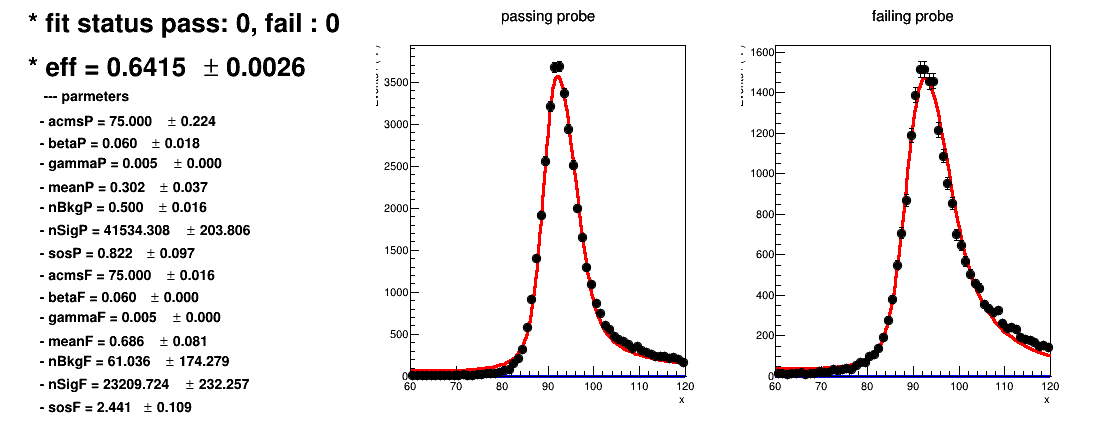 * fit status pass: 0, fail : 0
* eff = 0.6415 ± 0.0026
--- parmeters
- acmsP = 75.000 ± 0.224
- betaP = 0.060 ± 0.018
- gammaP = 0.005 ± 0.000
- meanP = 0.302 ± 0.037
- nBkgP = 0.500 ± 0.016
- nSigP = 41534.308 ± 203.806
- sosP = 0.822 ± 0.097
- acmsF = 75.000 ± 0.016
- betaF = 0.060 ± 0.000
- gammaF = 0.005 ± 0.000
- meanF = 0.686 ± 0.081
- nBkgF = 61.036 ± 174.279
- nSigF = 23209.724 ± 232.257
- sosF = 2.441 ± 0.109
passing probe
3500
3000
2500
2000
1500
1000
500
0
60 70 80 90 100 110 120
x
failing probe
1600
1400
1200
1000
800
600
400
200
0
60 70 80 90 100 110 120
x